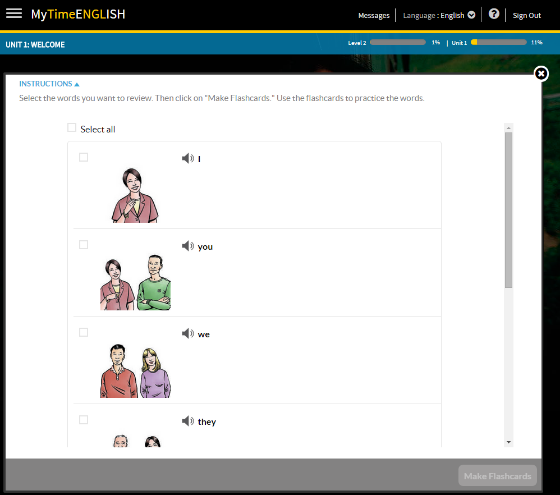 MyTimeENGLISH
Messages Language : English ? Sign Out
UNIT 1: WELCOME
Level 2 1% | Unit 1 11%
INSTRUCTIONS
Select the words you want to review. Then click on "Make Flashcards." Use the flashcards to practice the words.
Select all
I
you
we
they
Make Flashcards